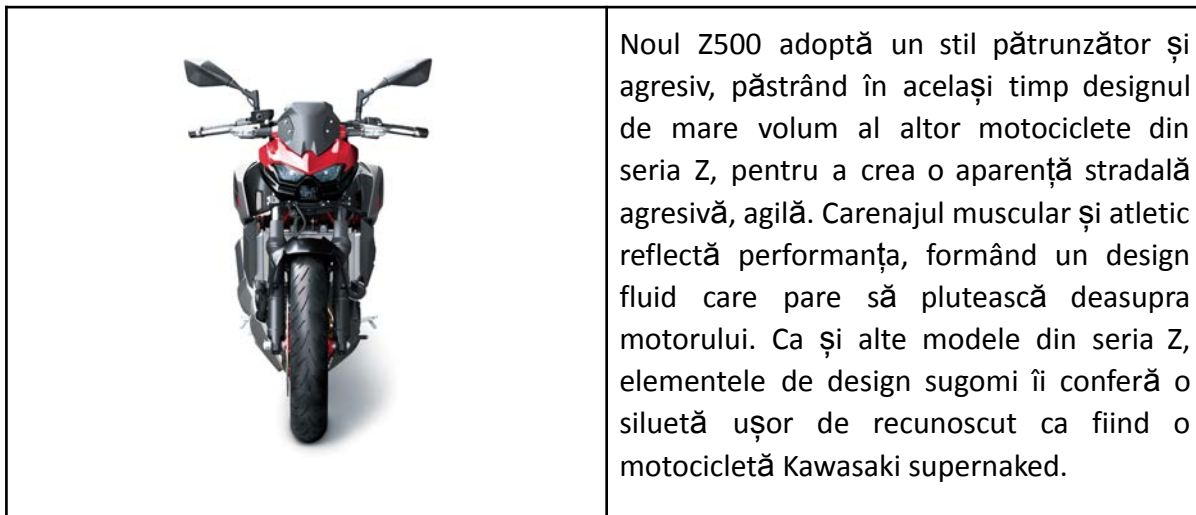 Noul Z500 adoptă un stil pătrunzător și
agresiv, păstrând în același timp designul
de mare volum al altor motociclete din
seria Z, pentru a crea o aparență stradală
agresivă, agilă. Carenajul muscular și atletic
reflectă performanța, formând un design
fluid care pare să plutească deasupra
motorului. Ca și alte modele din seria Z,
elementele de design sugomi îi conferă o
siluetă ușor de recunoscut ca fiind o
motocicletă Kawasaki supernaked.